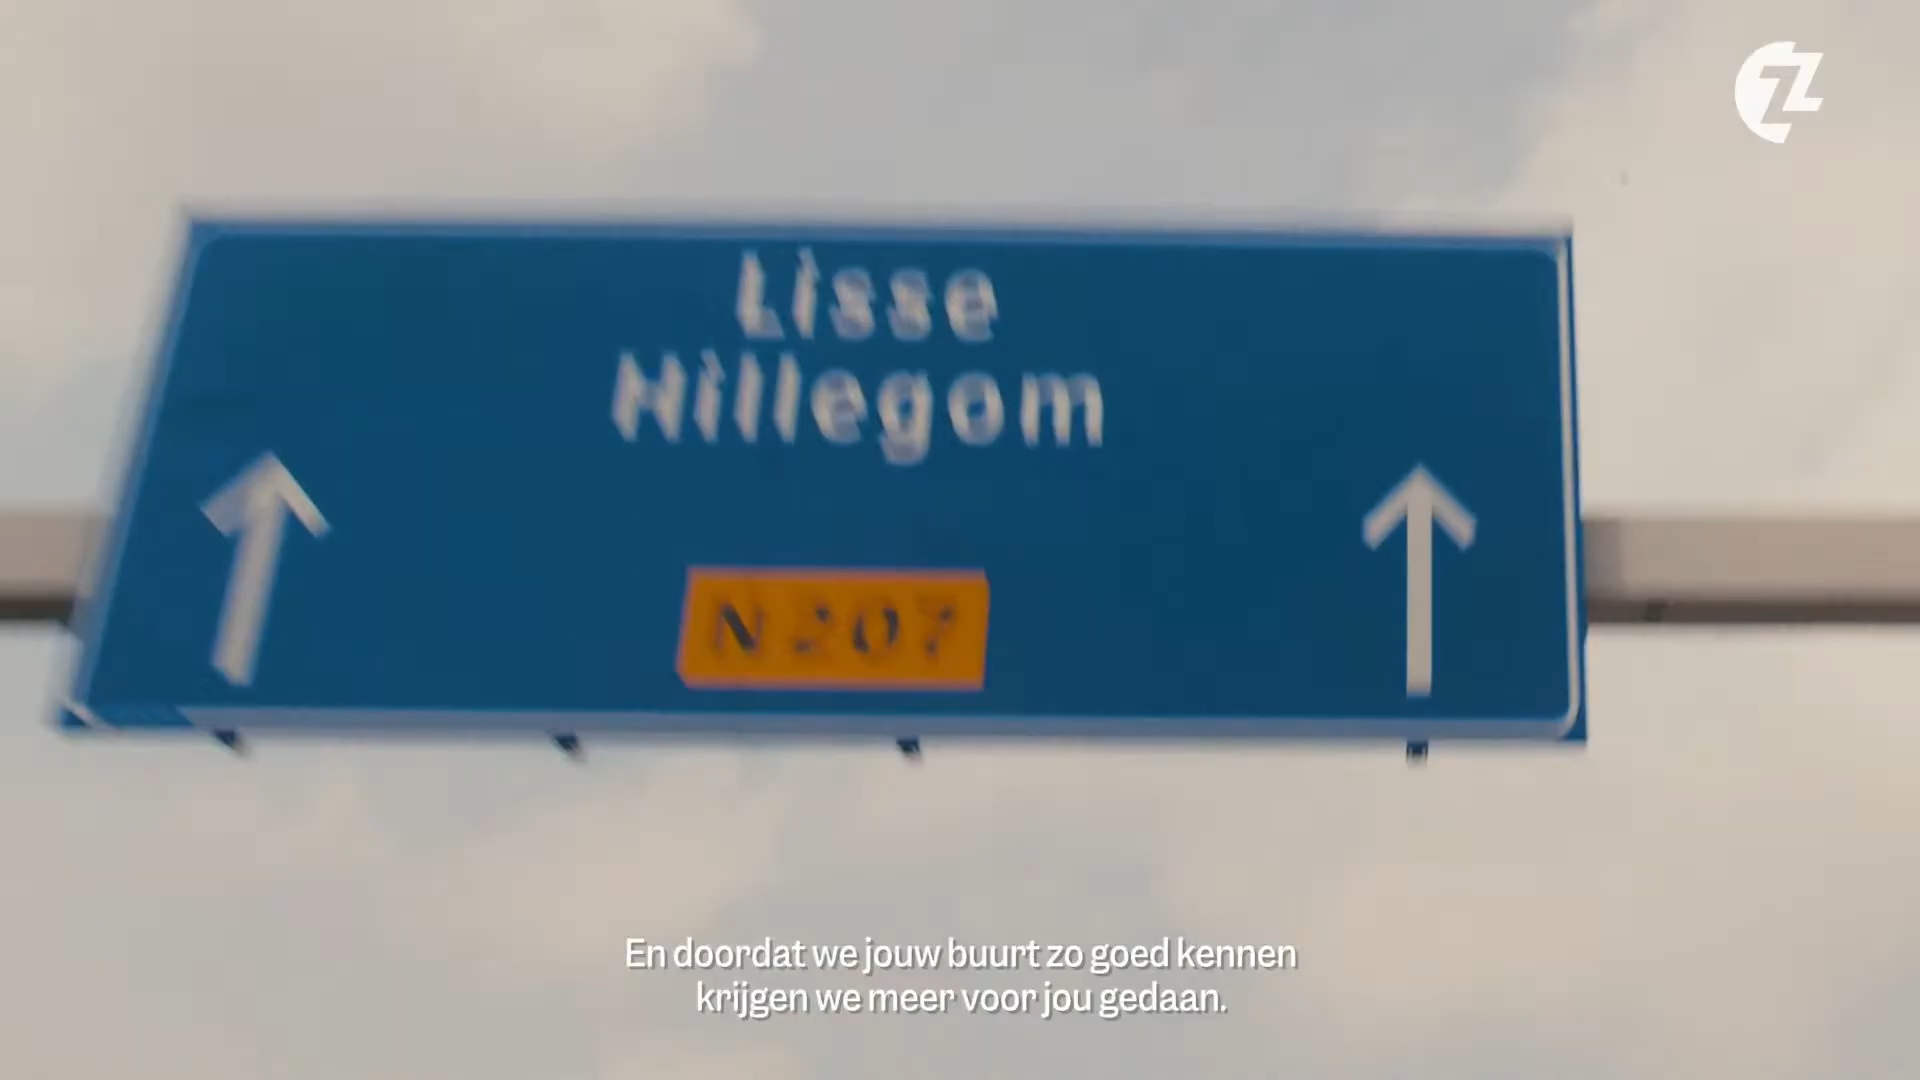 Lisse
Hillegom
N207
En doordat we jouw buurt zo goed kennen
krijgen we meer voor jou gedaan.